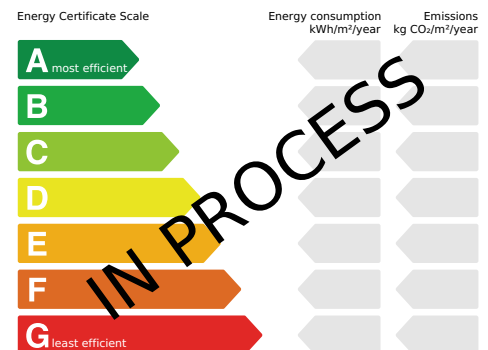 Energy Certificate Scale
Energy consumption
kWh/m²/year
Emissions
kg CO₂/m²/year
A most efficient
B
C
D
E
F
G least efficient
IN PROCESS